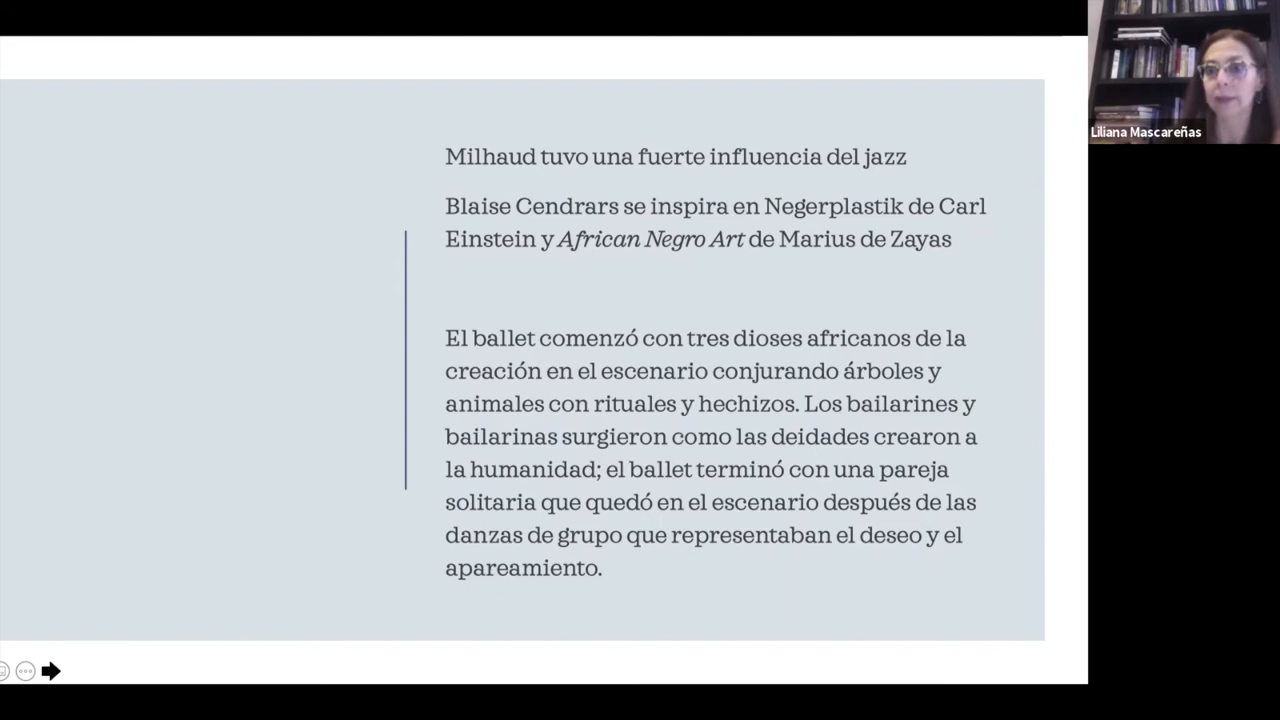 Milhaud tuvo una fuerte influencia del jazz
Blaise Cendrars se inspira en Negerplastik de Carl
Einstein y African Negro Art de Marius de Zayas
El ballet comenzó con tres dioses africanos de la
creación en el escenario conjurando árboles y
animales con rituales y hechizos. Los bailarines y
bailarinas surgieron como las deidades crearon a
la humanidad; el ballet terminó con una pareja
solitaria que quedó en el escenario después de las
danzas de grupo que representaban el deseo y el
apareamiento.
Liliana Mascareñas